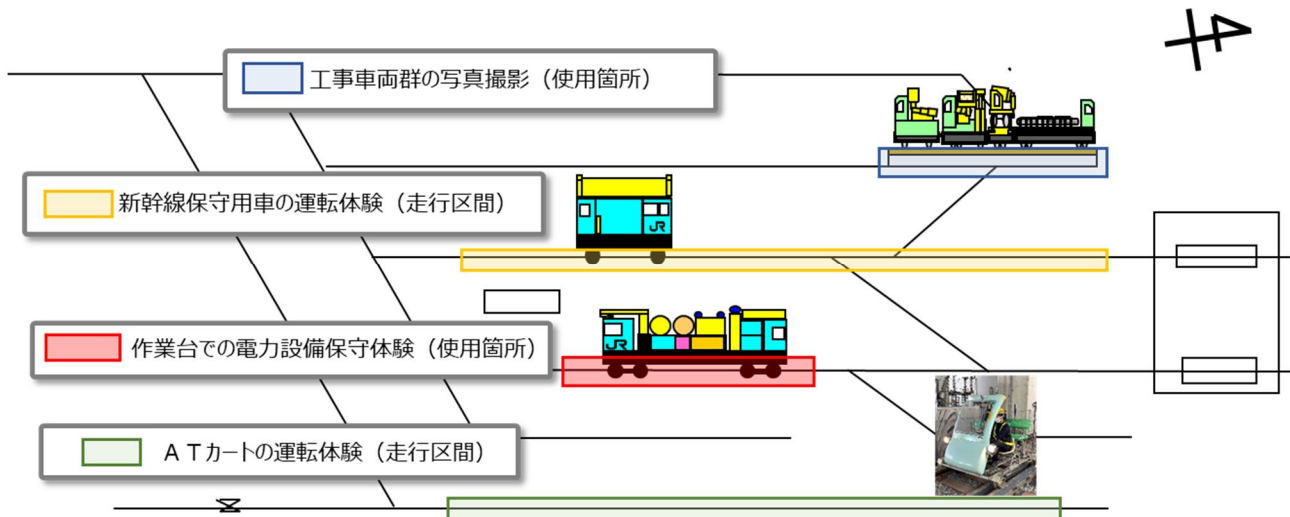 工事車両群の写真撮影（使用箇所）
新幹線保守用車の運転体験（走行区間）
JR
作業台での電力設備保守体験（使用箇所）
JR
ＡＴカートの運転体験（走行区間）